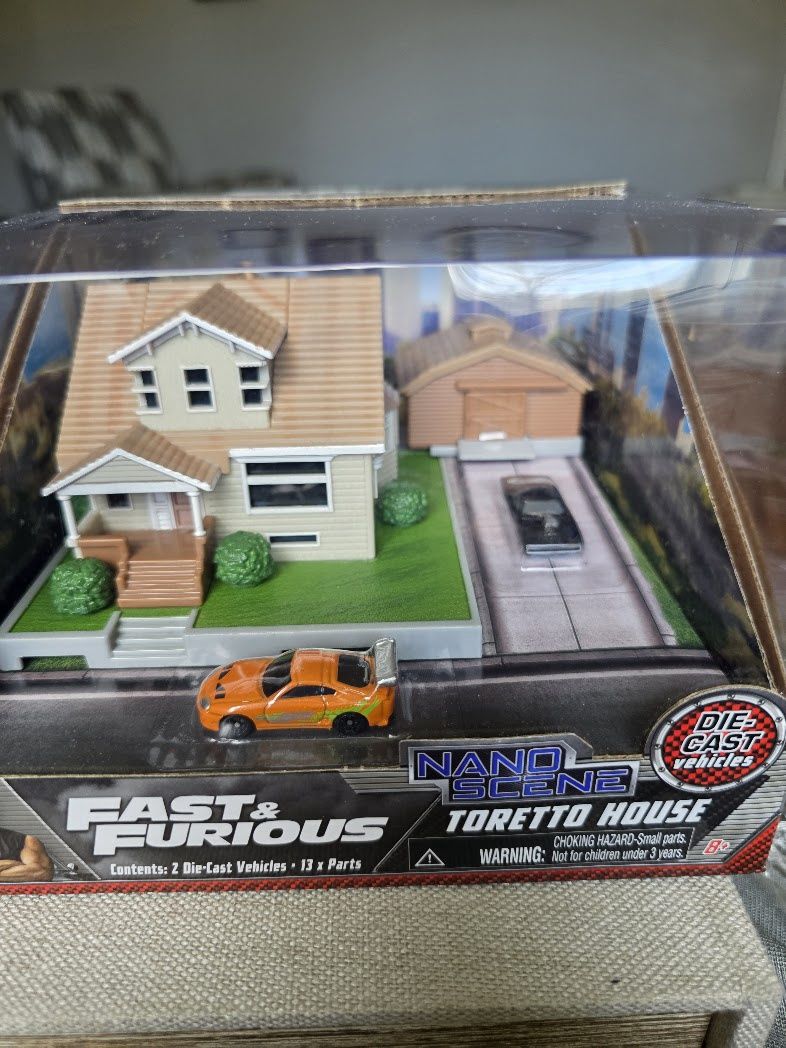 DIE-
CAST
vehicles
NANO
SCENE
FAST &
FURIOUS
TORETTO HOUSE
WARNING: CHOKING HAZARD-Small parts.
Not for children under 3 years.
8+
Contents: 2 Die-Cast Vehicles • 13 x Parts